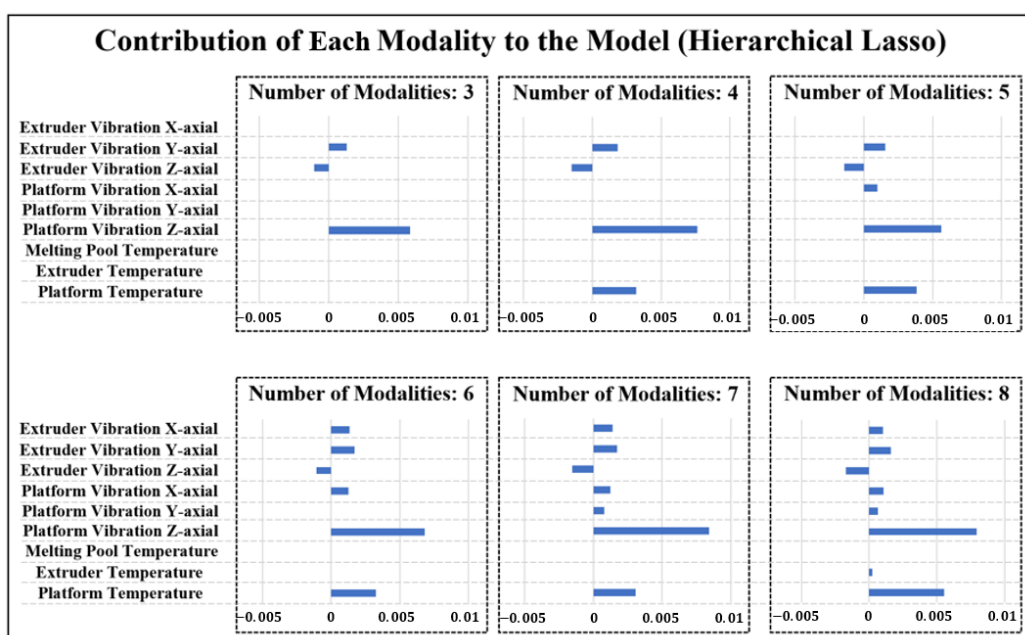 Contribution of Each Modality to the Model (Hierarchical Lasso)
Number of Modalities: 3
Number of Modalities: 4
Number of Modalities: 5
Extruder Vibration X-axial
Extruder Vibration Y-axial
Extruder Vibration Z-axial
Platform Vibration X-axial
Platform Vibration Y-axial
Platform Vibration Z-axial
Melting Pool Temperature
Extruder Temperature
Platform Temperature
−0.005 0 0.005 0.01
−0.005 0 0.005 0.01
−0.005 0 0.005 0.01
Number of Modalities: 6
Number of Modalities: 7
Number of Modalities: 8
Extruder Vibration X-axial
Extruder Vibration Y-axial
Extruder Vibration Z-axial
Platform Vibration X-axial
Platform Vibration Y-axial
Platform Vibration Z-axial
Melting Pool Temperature
Extruder Temperature
Platform Temperature
−0.005 0 0.005 0.01
−0.005 0 0.005 0.01
−0.005 0 0.005 0.01